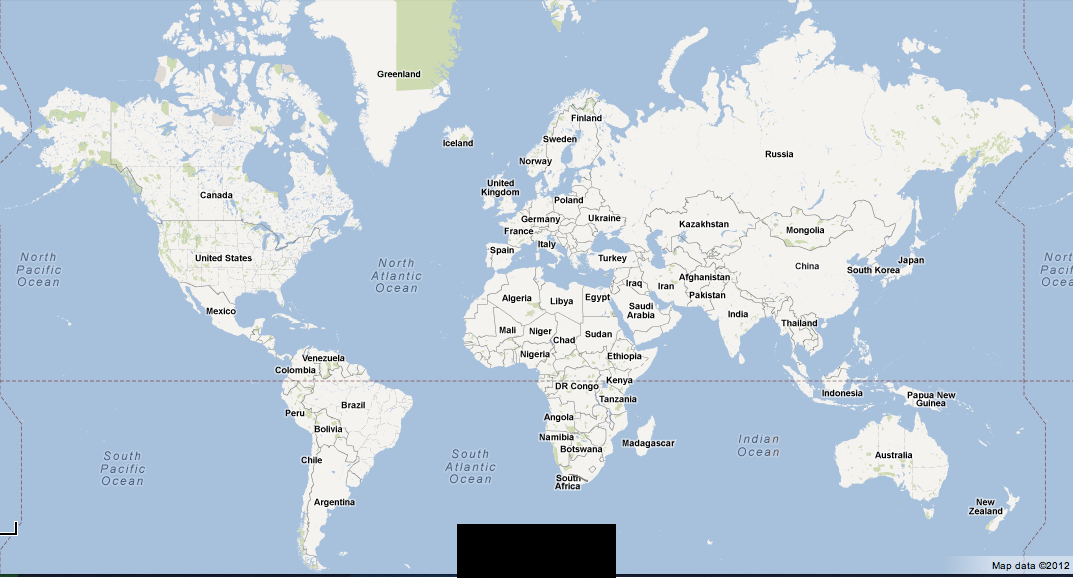 Greenland
Iceland
Finland
Sweden
Norway
Russia
Canada
United
Kingdom
Poland
Germany
Ukraine
France
Kazakhstan
Mongolia
Italy
Spain
Turkey
United States
China
Japan
South Korea
North
Pacific
Ocean
North
Atlantic
Ocean
Nort
Pacif
Ocea
Afghanistan
Iraq
Iran
Pakistan
Algeria
Libya
Egypt
Saudi
Arabia
India
Mexico
Thailand
Mali
Niger
Chad
Sudan
Nigeria
Ethiopia
Venezuela
Colombia
Kenya
DR Congo
Tanzania
Indonesia
Papua New
Guinea
Brazil
Peru
Bolivia
Angola
Namibia
Botswana
Madagascar
Indian
Ocean
Australia
South
Pacific
Ocean
South
Atlantic
Ocean
Chile
South
Africa
Argentina
New
Zealand
Map data ©2012